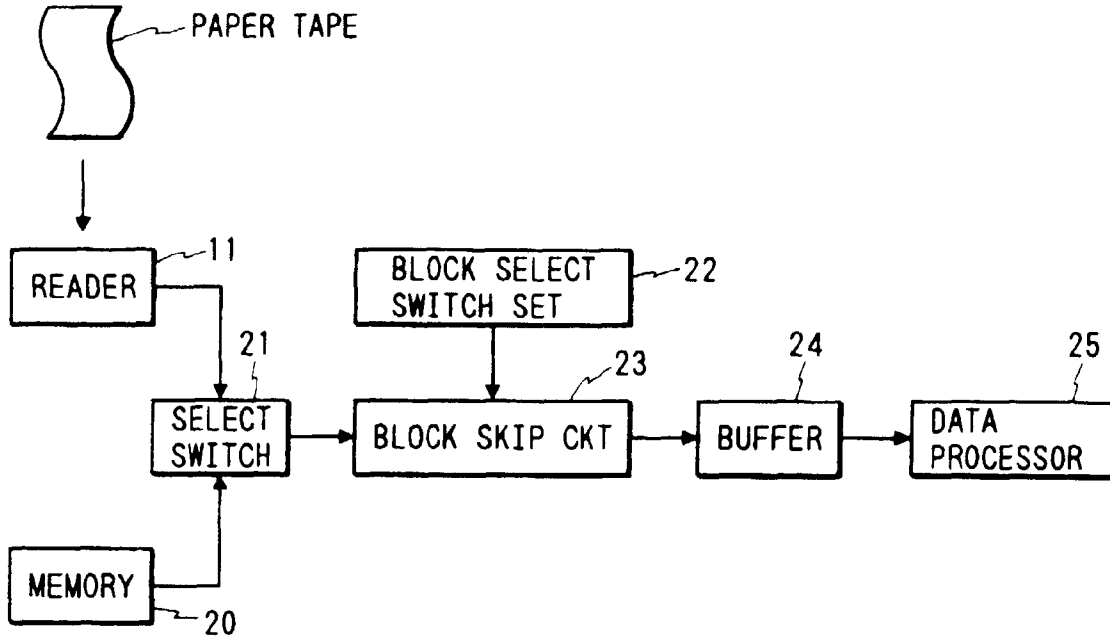 PAPER TAPE
11
READER
BLOCK SELECT
SWITCH SET
22
21
SELECT
SWITCH
23
BLOCK SKIP CKT
24
BUFFER
25
DATA
PROCESSOR
MEMORY
20